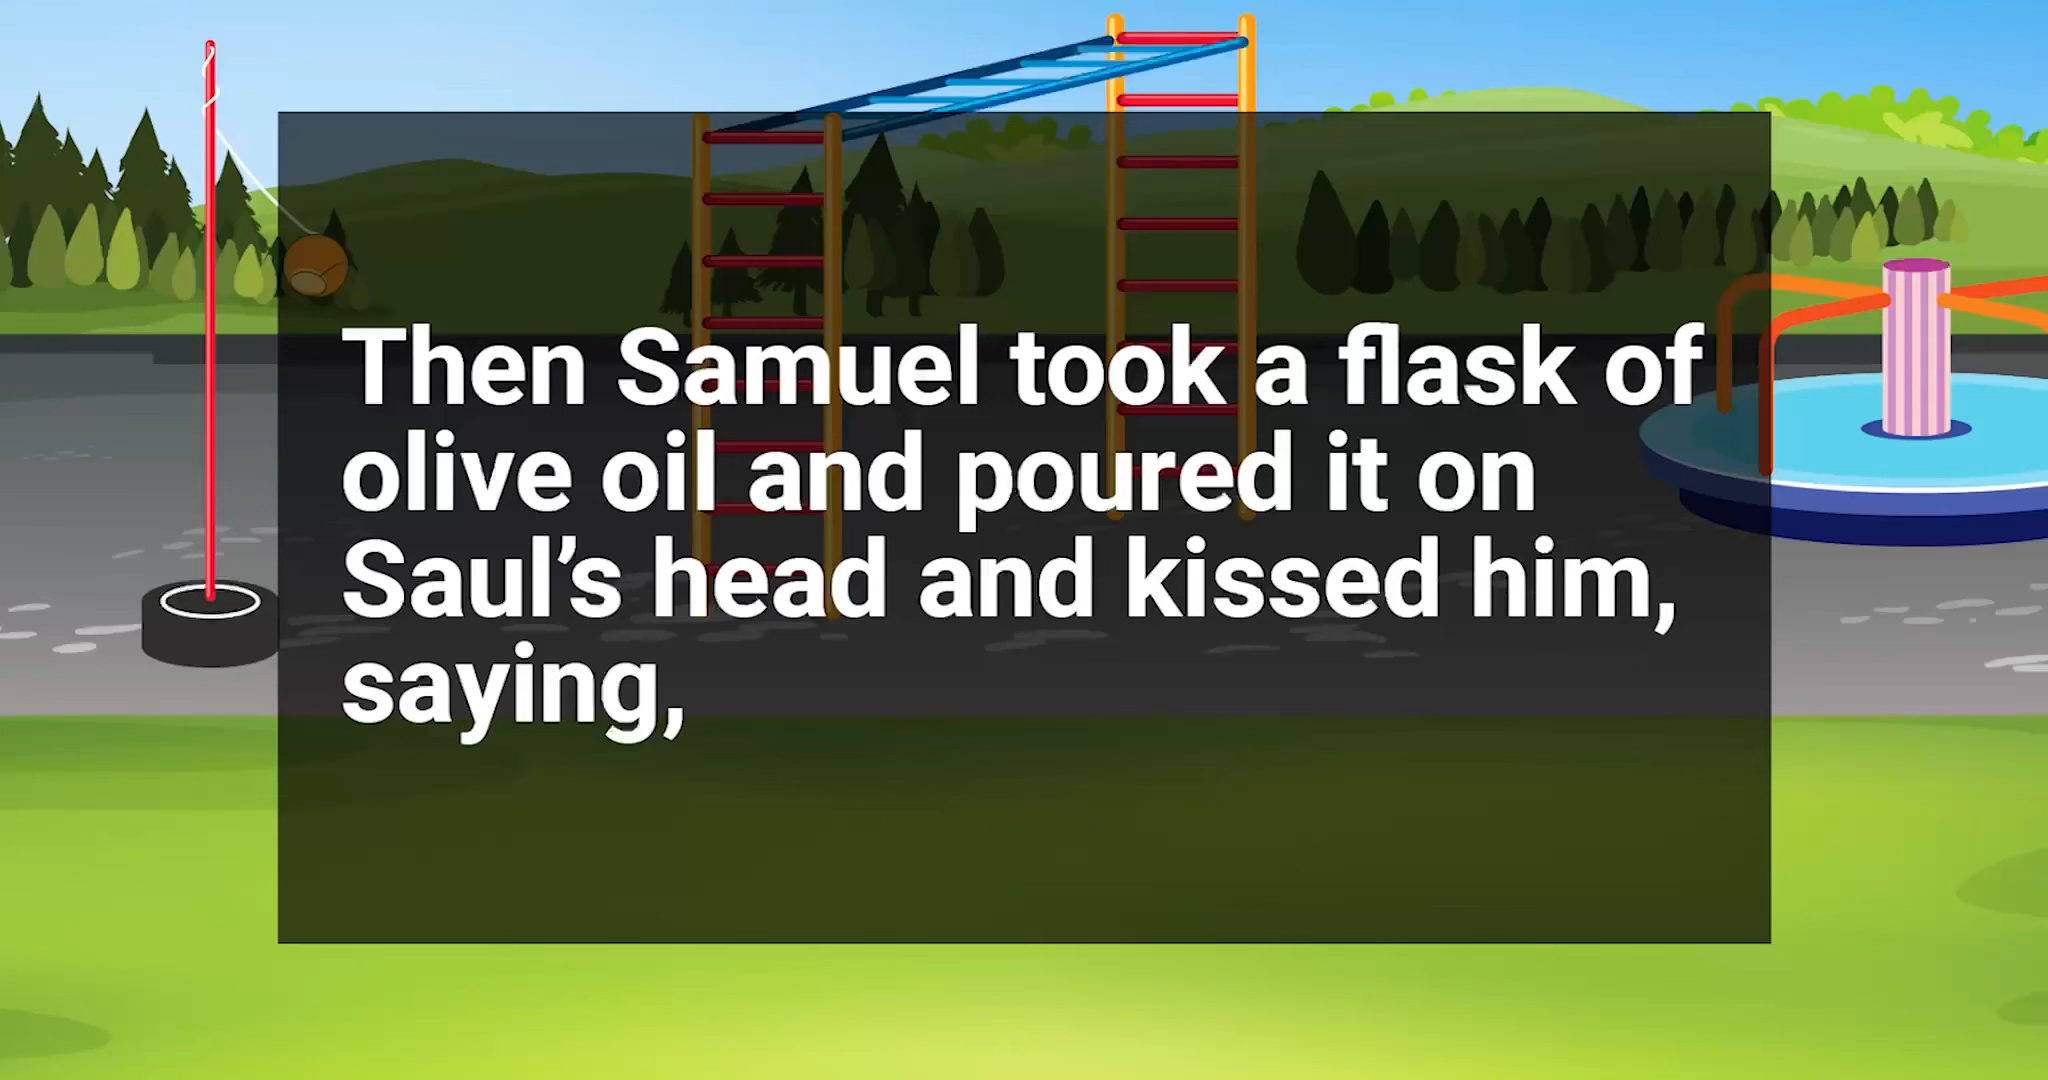 Then Samuel took a flask of
olive oil and poured it on
Saul’s head and kissed him,
saying,